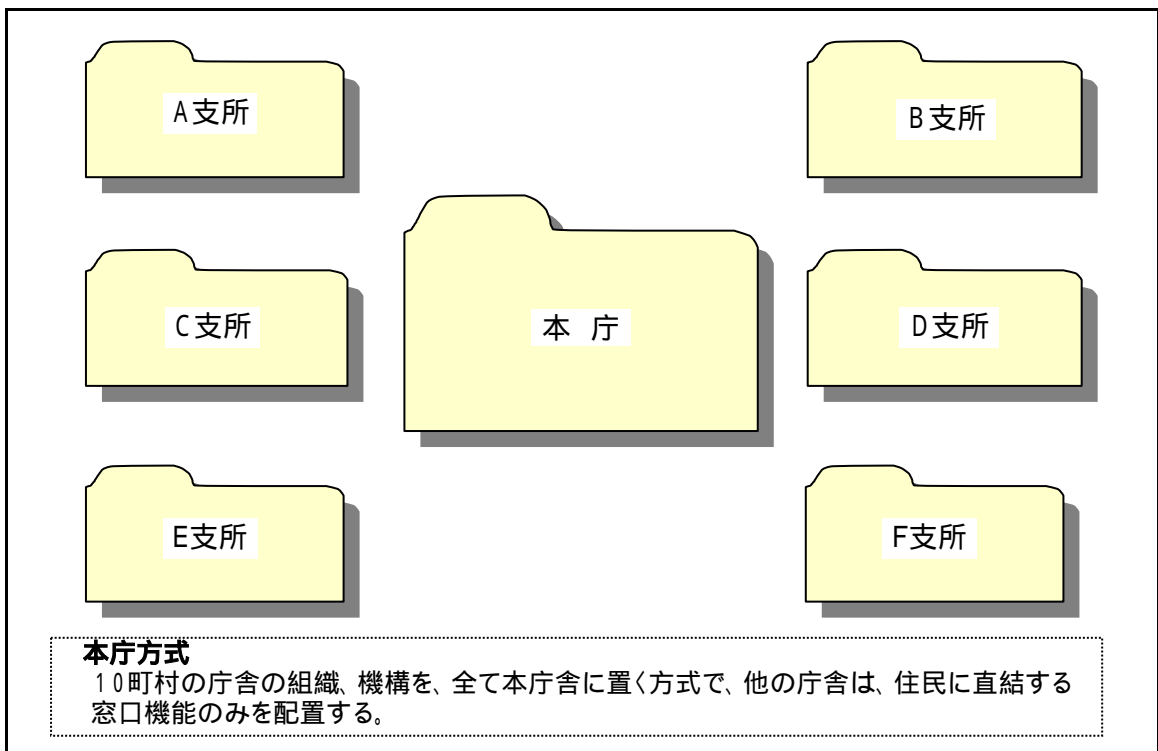 A支所
B支所
C支所
本 庁
D支所
E支所
F支所
本庁方式
10町村の庁舎の組織、機構を、全て本庁舎に置く方式で、他の庁舎は、住民に直結する
窓口機能のみを配置する。